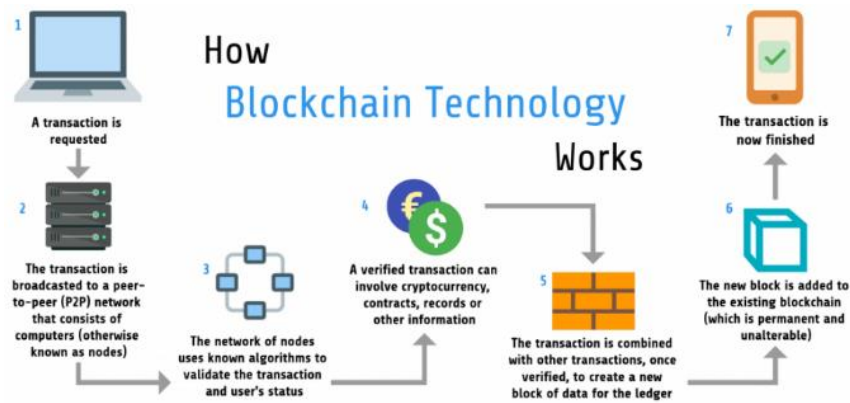 How
Blockchain Technology
Works
1
A transaction is
requested
2
The transaction is
broadcasted to a peer-
to-peer (P2P) network
that consists of
computers (otherwise
known as nodes)
3
The network of nodes
uses known algorithms to
validate the transaction
and user's status
4
€
$
A verified transaction can
involve cryptocurrency,
contracts, records or
other information
5
The transaction is combined
with other transactions, once
verified, to create a new
block of data for the ledger
6
The new block is added to
the existing blockchain
(which is permanent and
unalterable)
7
The transaction is
now finished